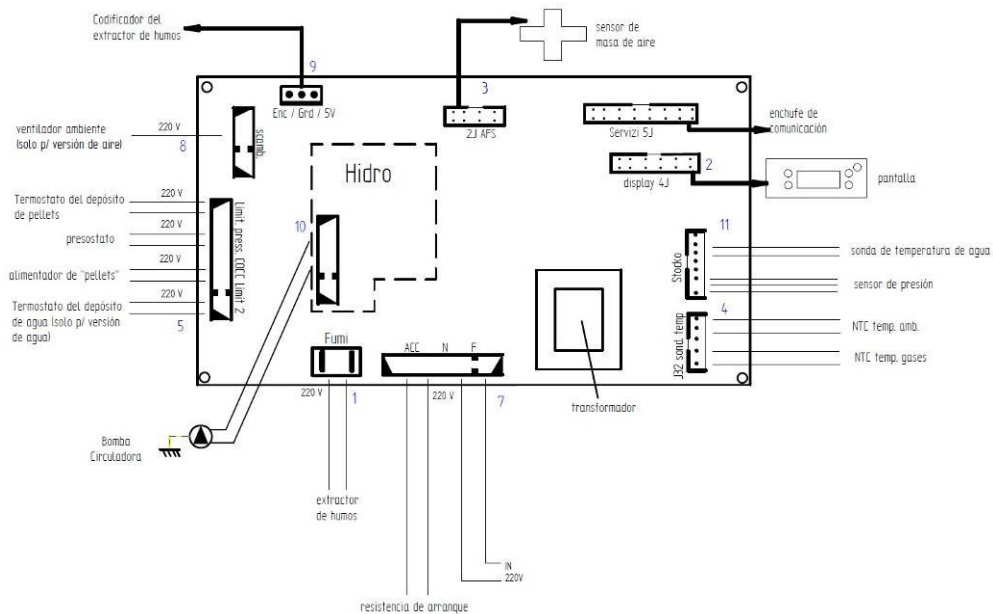 Codificador del
extractor de humos
sensor de
masa de aire
9
3
Enc / Grd / 5V
2J AFS
Servizi 5J
enchufe de
comunicación
ventilador ambiente
(solo p/ versión de aire)
220 V
8
scamb.
Hidro
display 4J
2
pantalla
Termostato del depósito
de pellets
220 V
presostato
220 V
alimentador de "pellets"
220 V
Termostato del depósito
de agua (solo p/ versión
de agua)
220 V
5
Limit. press. COCC Limit 2
10
11
Stocko
sonda de temperatura de agua
sensor de presión
4
J32 sond. temp
NTC temp. amb.
NTC temp. gases
Fumi
ACC N F
220 V
1
220 V
7
transformador
Bomba
Circuladora
extractor
de humos
IN
220V
resistencia de arranque